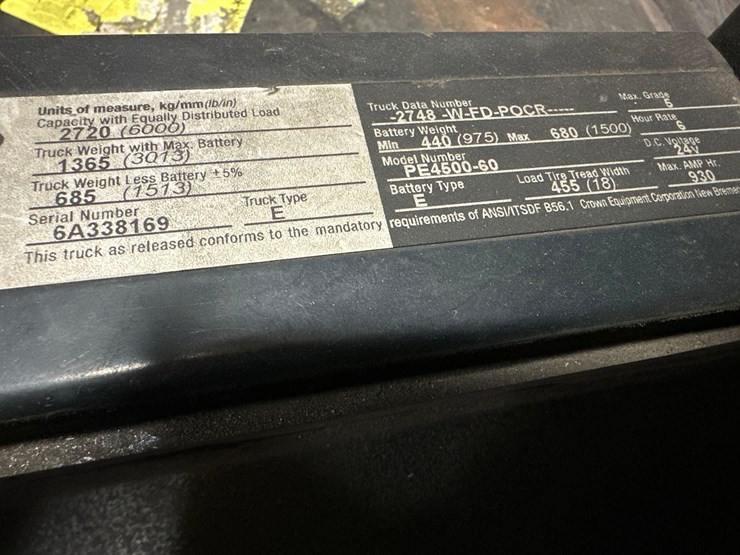 Units of measure, kg/mm(lb/in)
Capacity with Equally Distributed Load
2720 (6000)
Truck Weight with Max. Battery
1365 (3013)
Truck Weight Less Battery ±5%
685 (1513)
Serial Number
6A338169
Truck Type
E
Truck Data Number
-2748 -W-FD-POCR-----
Max. Grade
5
Battery Weight
Min 440 (975) Max 680 (1500)
Hour Rate
6
Model Number
PE4500-60
D.C. Voltage
24V
Battery Type
E
Load Tire Tread Width
455 (18)
Max. AMP Hr.
930
This truck as released conforms to the mandatory requirements of ANSI/ITSDF B56.1 Crown Equipment Corporation New Bremen